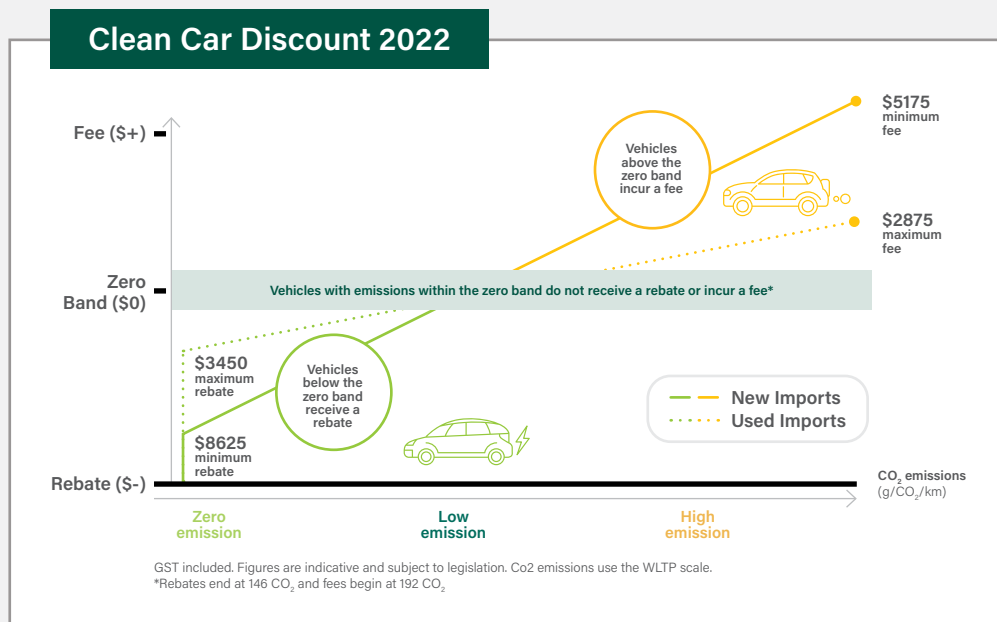 Clean Car Discount 2022
Fee ($+)
$5175
minimum
fee
Vehicles
above the
zero band
incur a fee
$2875
maximum
fee
Zero
Band ($0)
Vehicles with emissions within the zero band do not receive a rebate or incur a fee*
$3450
maximum
rebate
Vehicles
below the
zero band
receive a
rebate
New Imports
Used Imports
$8625
minimum
rebate
Rebate ($-)
CO₂ emissions
(g/CO₂/km)
Zero
emission
Low
emission
High
emission
GST included. Figures are indicative and subject to legislation. Co2 emissions use the WLTP scale.
*Rebates end at 146 CO₂ and fees begin at 192 CO₂